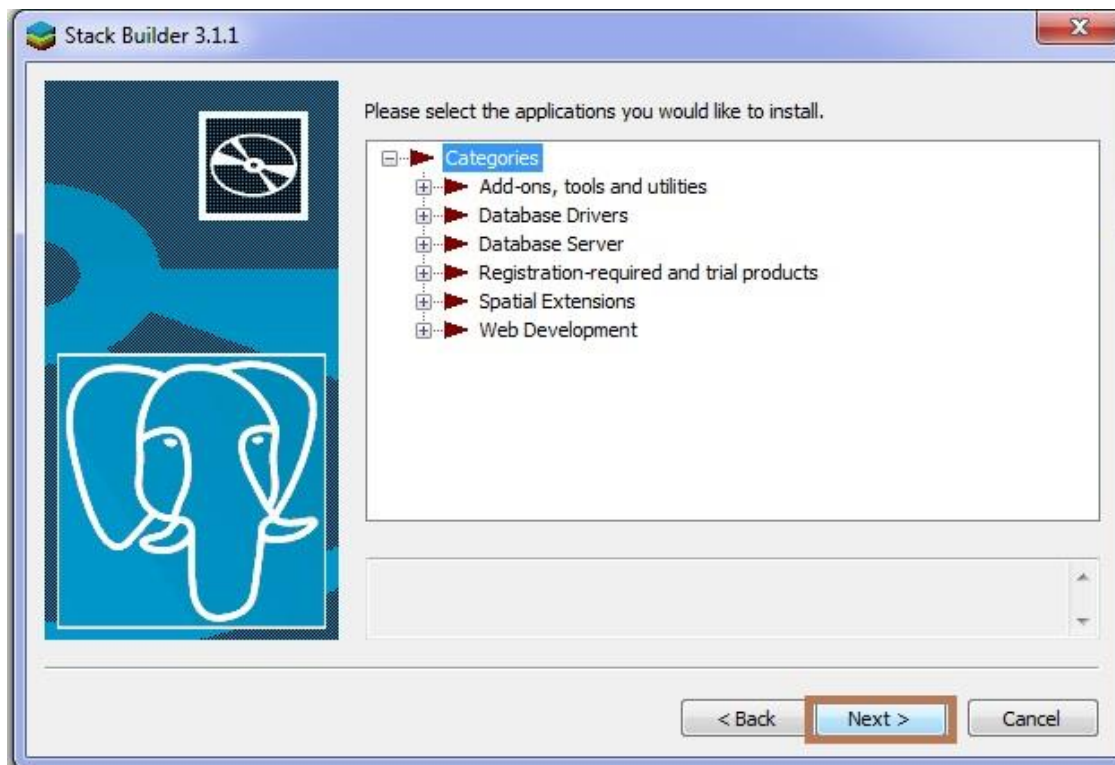 Stack Builder 3.1.1
Please select the applications you would like to install.
Categories
Add-ons, tools and utilities
Database Drivers
Database Server
Registration-required and trial products
Spatial Extensions
Web Development
< Back
Next >
Cancel